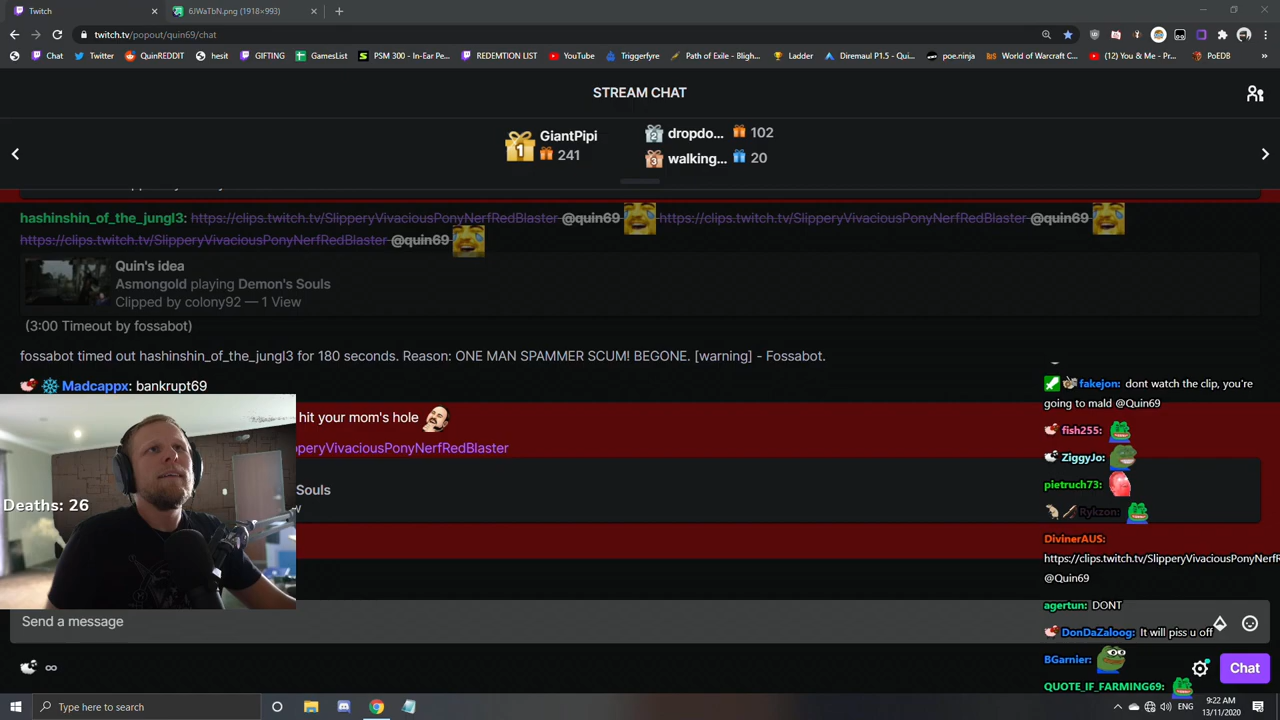 Twitch
6JWaTbN.png (1918×993)
twitch.tv/popout/quin69/chat
Chat
Twitter
QuinREDDIT
hesit
GIFTING
GamesList
PSM 300 - In-Ear Pe...
REDEMTION LIST
YouTube
Triggerfyre
Path of Exile - Bligh...
Ladder
Diremaul P1.5 - Qui...
poe.ninja
World of Warcraft C...
(12) You & Me - Pr...
PoEDB
STREAM CHAT
GiantPipi
241
dropdo... 102
walking... 20
hashinshin_of_the_jungl3: https://clips.twitch.tv/SlipperyVivaciousPonyNerfRedBlaster @quin69 https://clips.twitch.tv/SlipperyVivaciousPonyNerfRedBlaster @quin69
https://clips.twitch.tv/SlipperyVivaciousPonyNerfRedBlaster @quin69
Quin's idea
Asmongold playing Demon's Souls
Clipped by colony92 — 1 View
(3:00 Timeout by fossabot)
fossabot timed out hashinshin_of_the_jungl3 for 180 seconds. Reason: ONE MAN SPAMMER SCUM! BEGONE. [warning] - Fossabot.
Madcappx: bankrupt69
hit your mom's hole
peryVivaciousPonyNerfRedBlaster
Souls
Deaths: 26
fakejon: dont watch the clip, you're
going to mald @Quin69
fish255:
ZiggyJo:
pietruch73:
Rykzon:
DivinerAUS:
https://clips.twitch.tv/SlipperyVivaciousPonyNerfR
@Quin69
agertun: DONT
DonDaZaloog: It will piss u off
BGarnier:
QUOTE_IF_FARMING69:
Send a message
Chat
Type here to search
ENG
9:22 AM
13/11/2020